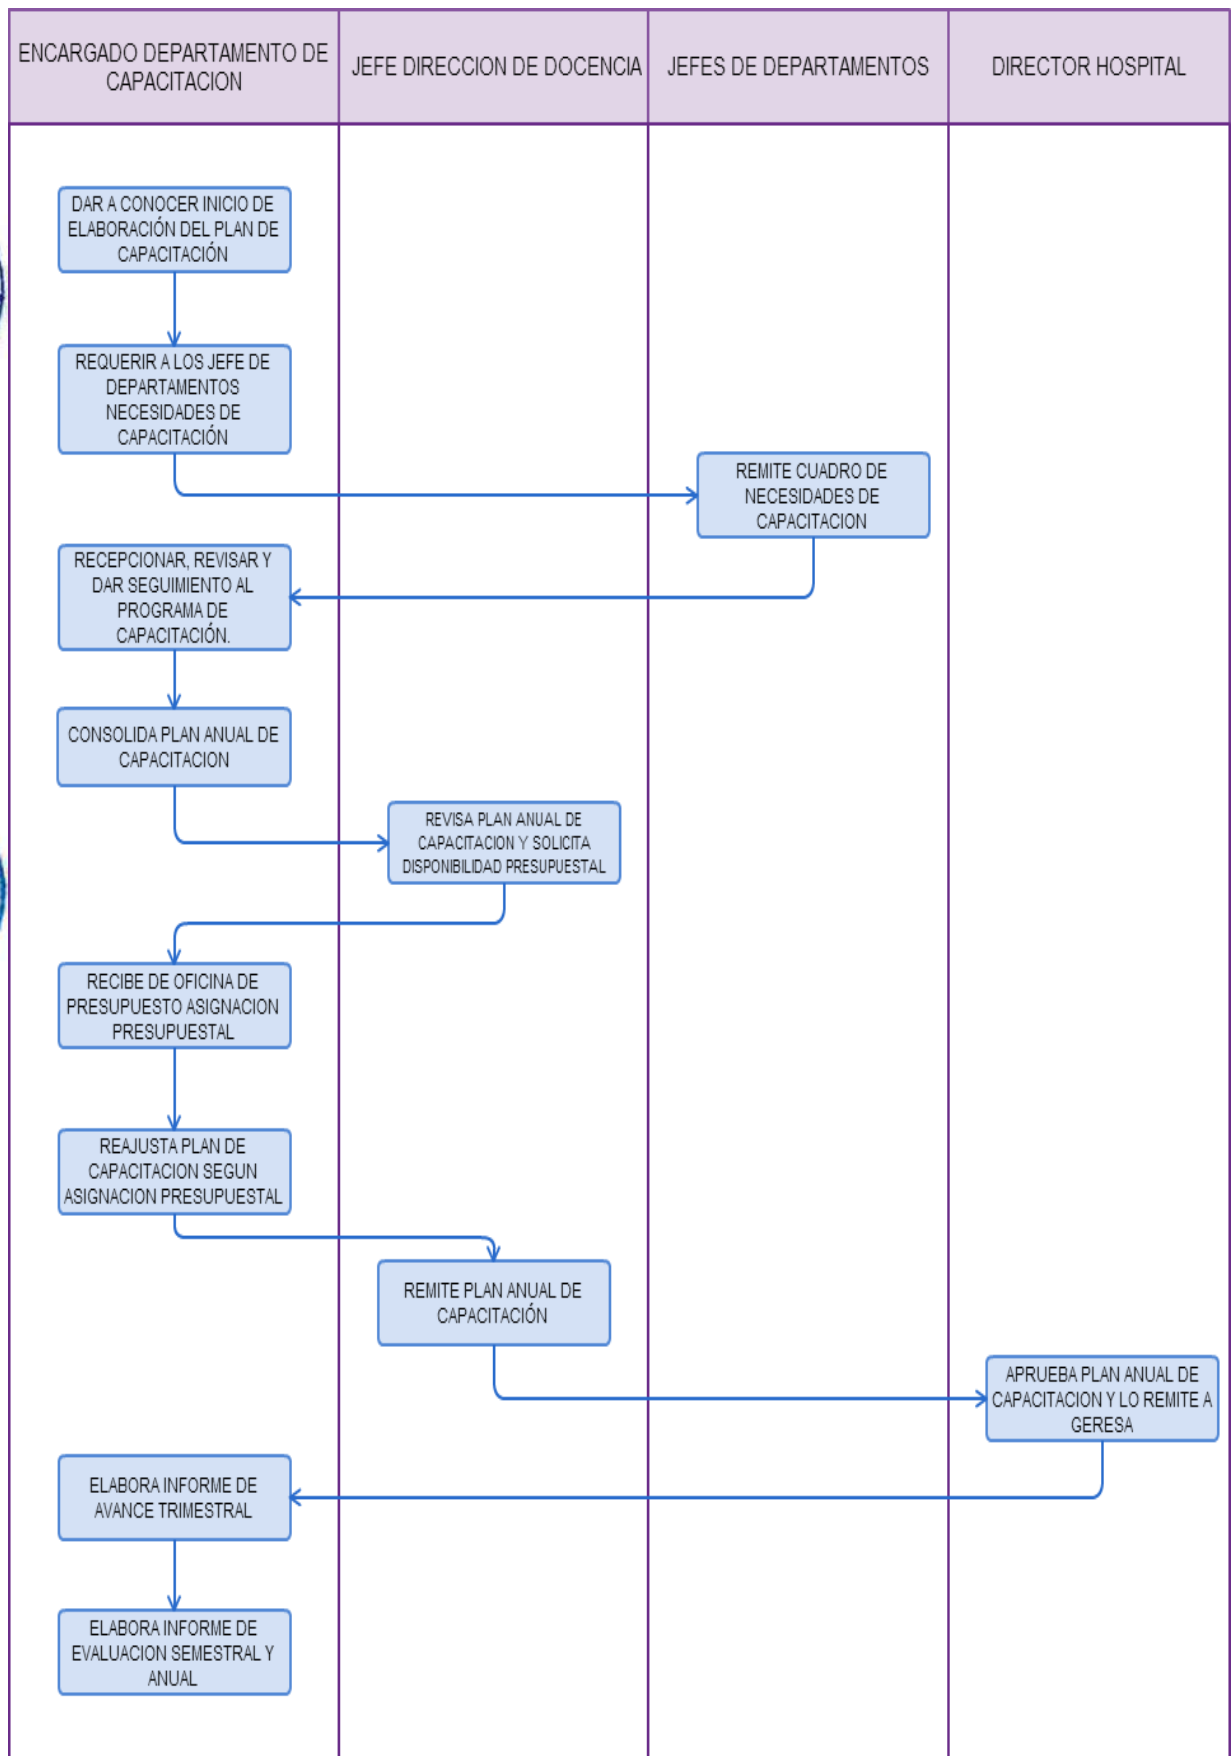 ENCARGADO DEPARTAMENTO DE
CAPACITACION
JEFE DIRECCION DE DOCENCIA
JEFES DE DEPARTAMENTOS
DIRECTOR HOSPITAL
DAR A CONOCER INICIO DE
ELABORACIÓN DEL PLAN DE
CAPACITACIÓN
REQUERIR A LOS JEFE DE
DEPARTAMENTOS
NECESIDADES DE
CAPACITACIÓN
REMITE CUADRO DE
NECESIDADES DE
CAPACITACION
RECEPCIONAR, REVISAR Y
DAR SEGUIMIENTO AL
PROGRAMA DE
CAPACITACIÓN.
CONSOLIDA PLAN ANUAL DE
CAPACITACION
REVISA PLAN ANUAL DE
CAPACITACION Y SOLICITA
DISPONIBILIDAD PRESUPUESTAL
RECIBE DE OFICINA DE
PRESUPUESTO ASIGNACION
PRESUPUESTAL
REAJUSTA PLAN DE
CAPACITACION SEGUN
ASIGNACION PRESUPUESTAL
REMITE PLAN ANUAL DE
CAPACITACIÓN
APRUEBA PLAN ANUAL DE
CAPACITACION Y LO REMITE A
GERESA
ELABORA INFORME DE
AVANCE TRIMESTRAL
ELABORA INFORME DE
EVALUACION SEMESTRAL Y
ANUAL